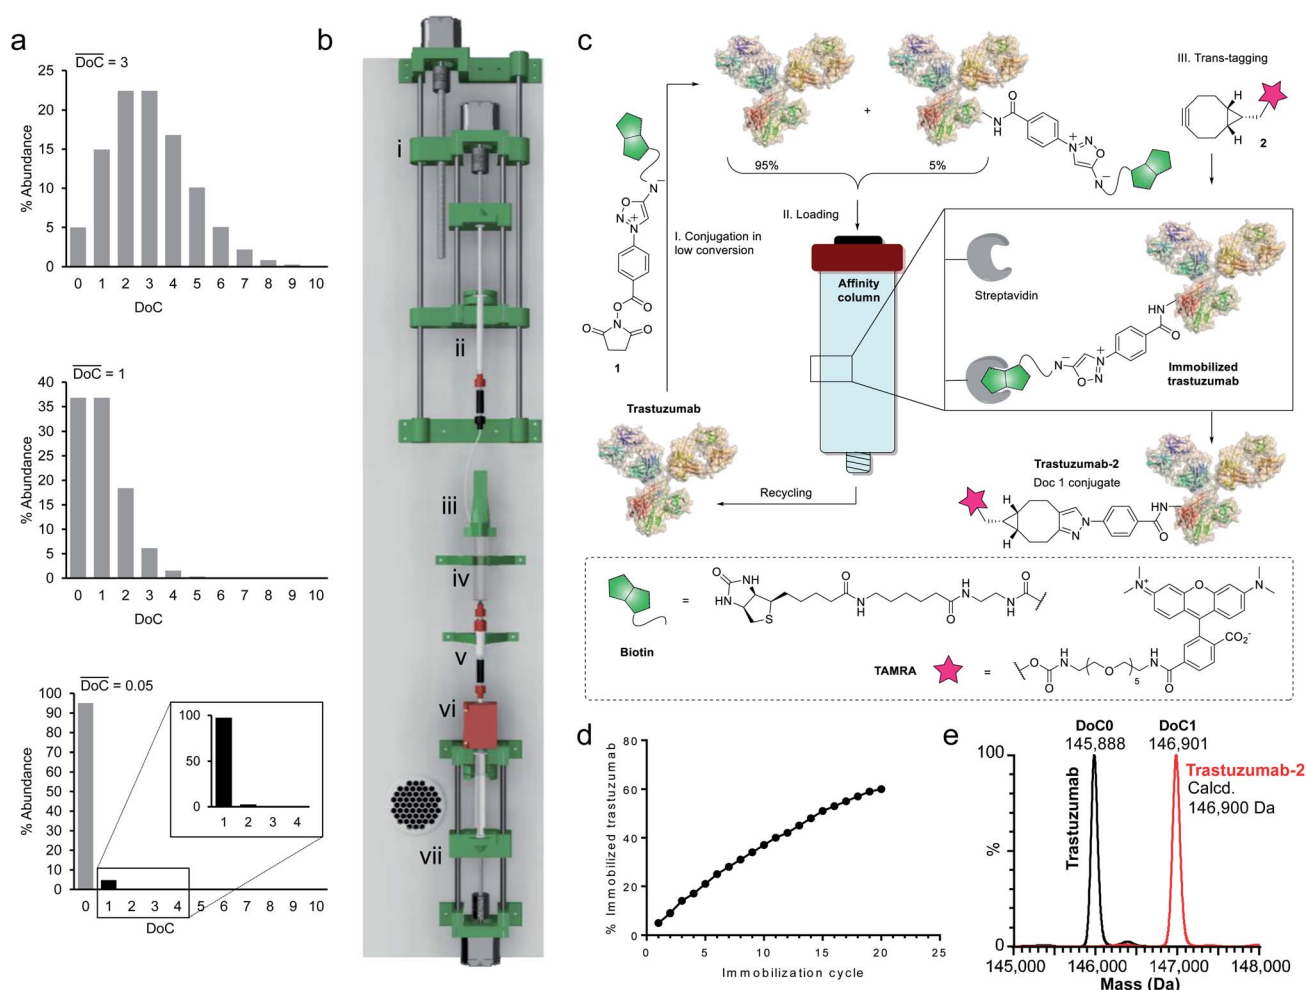 a
DoC = 3
25
20
15
10
5
0
% Abundance
0 1 2 3 4 5 6 7 8 9 10
DoC
DoC = 1
40
35
30
25
20
15
10
5
0
% Abundance
0 1 2 3 4 5 6 7 8 9 10
DoC
DoC = 0.05
100
90
80
70
60
50
40
30
20
10
0
% Abundance
100
50
0
1 2 3 4
0 1 2 3 4 5 6 7 8 9 10
DoC
b
i
ii
iii
iv
v
vi
vii
c
III. Trans-tagging
+
95%
5%
O
N
H
N
N
O
+
N
−
H
H
2
II. Loading
I. Conjugation in
low conversion
N
−
O
N
N
+
O
O
N
O
O
1
Affinity
column
Streptavidin
HN
O
N
−
+
N
O
N
Immobilized
trastuzumab
Trastuzumab
Recycling
Trastuzumab-2
Doc 1 conjugate
H
H
N
N
HN
O
Biotin
=
O
NH
HN
H
H
S
O
N
H
O
H
N
N
H
O
TAMRA
=
O
O
H
N
O
5
H
N
O
N
+
O
N
CO2-
d
80
60
40
20
0
% Immobilized trastuzumab
0 5 10 15 20 25
Immobilization cycle
e
DoC0 DoC1
145,888 146,901
100
%
0
Trastuzumab
Trastuzumab-2
Calcd.
146,900 Da
145,000 146,000 147,000 148,000
Mass (Da)